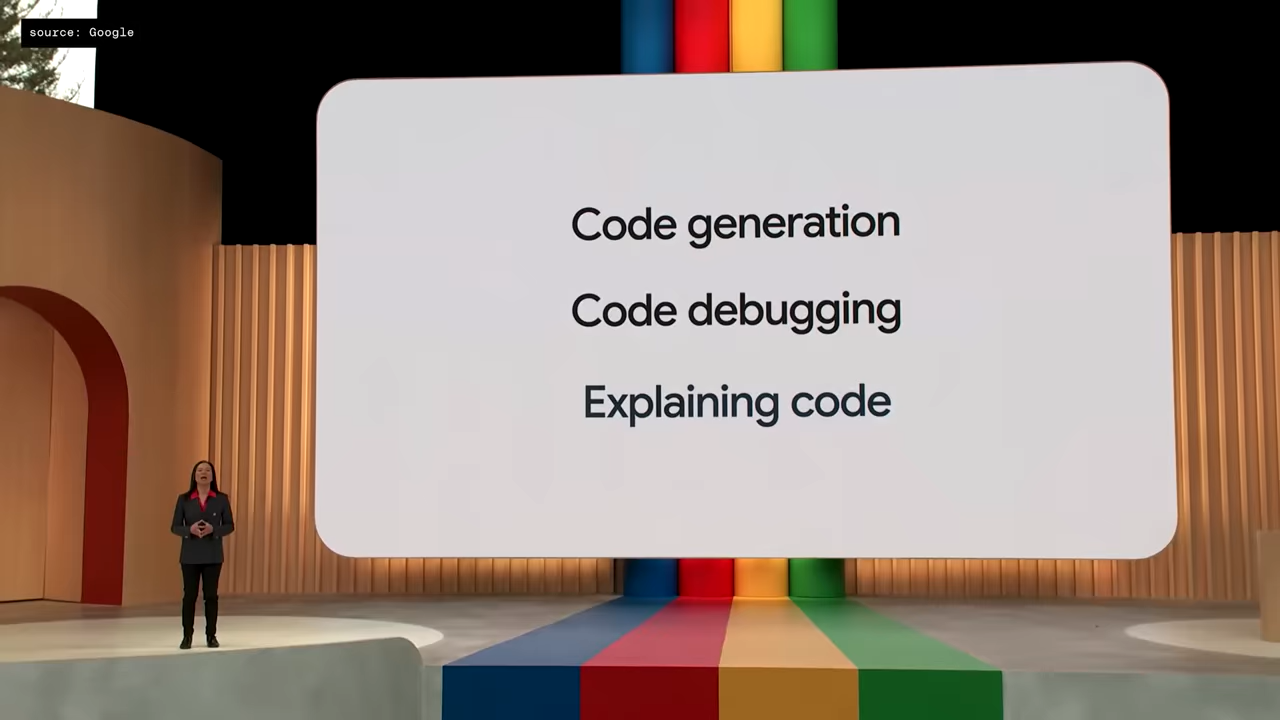 source: Google
Code generation
Code debugging
Explaining code